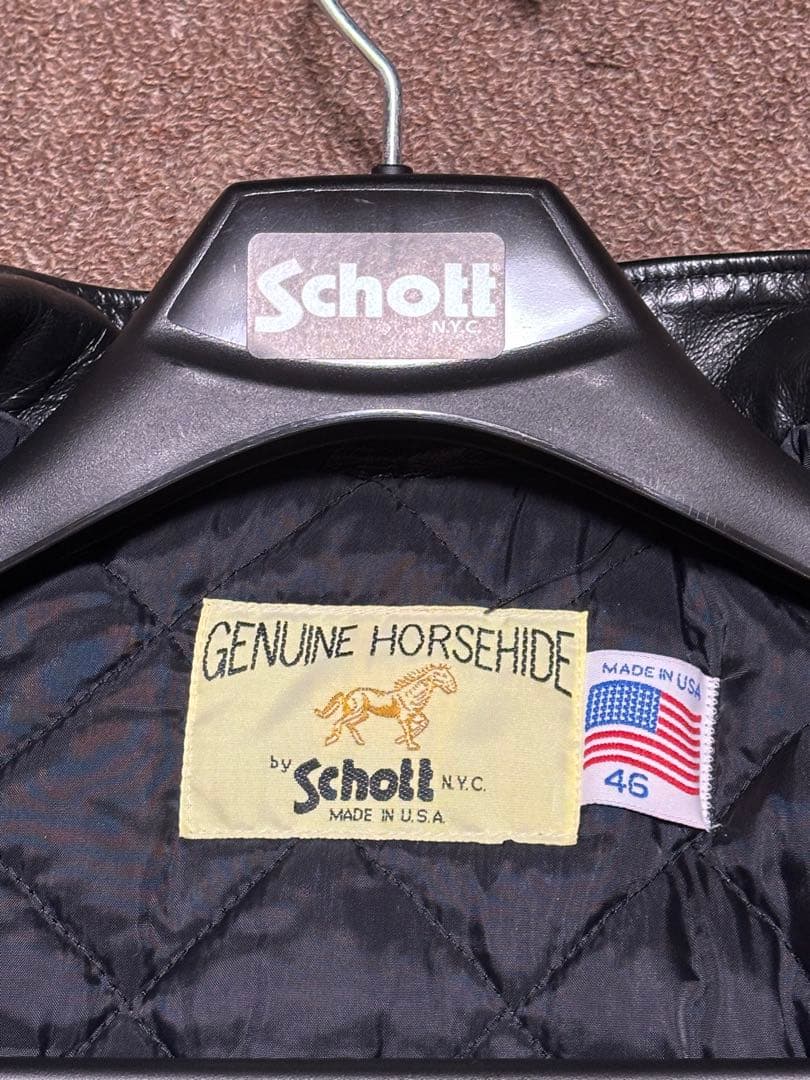 Schott
N.Y.C.
GENUINE HORSEHIDE
by Schott N.Y.C.
MADE IN U.S.A.
MADE IN USA
46